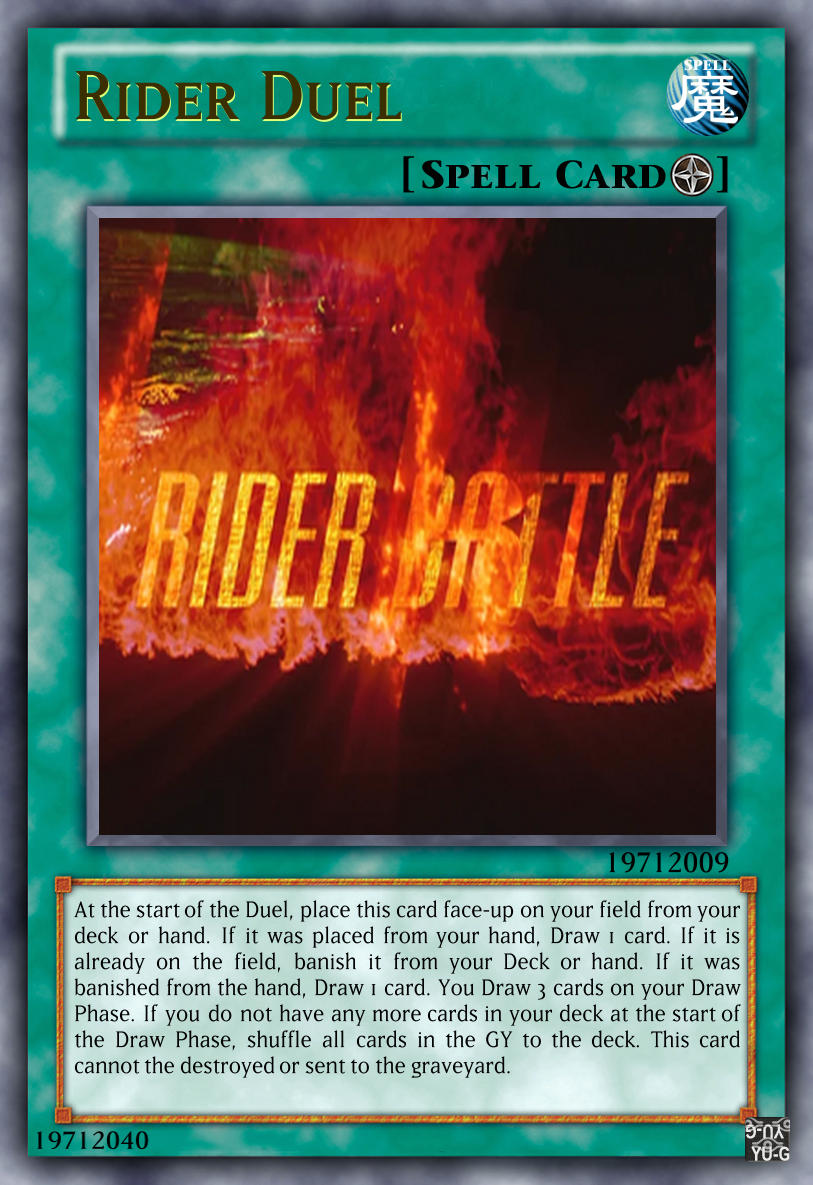 RIDER DUEL
SPELL
魔
[SPELL CARD]
RIDER BATTLE
19712009
At the start of the Duel, place this card face-up on your field from your
deck or hand. If it was placed from your hand, Draw 1 card. If it is
already on the field, banish it from your Deck or hand. If it was
banished from the hand, Draw 1 card. You Draw 3 cards on your Draw
Phase. If you do not have any more cards in your deck at the start of
the Draw Phase, shuffle all cards in the GY to the deck. This card
cannot the destroyed or sent to the graveyard.
19712040
YU-G
YU-G